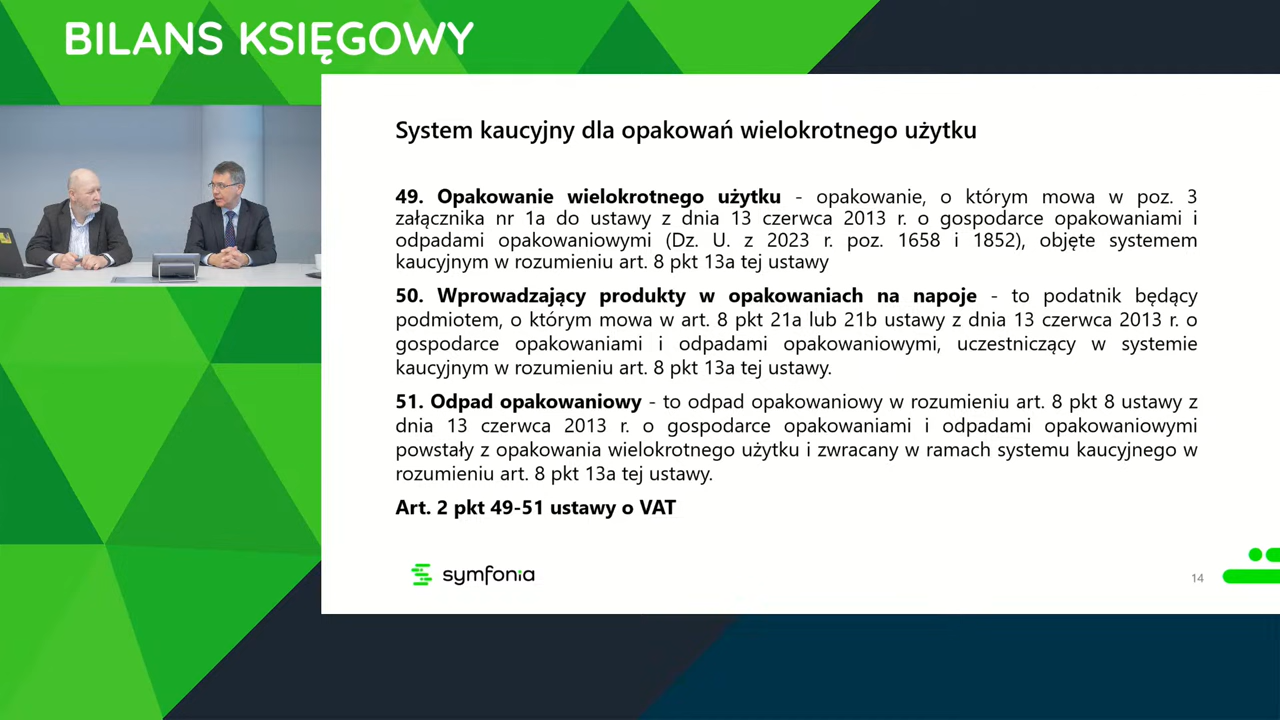 BILANS KSIĘGOWY
System kaucyjny dla opakowań wielokrotnego użytku
49. Opakowanie wielokrotnego użytku - opakowanie, o którym mowa w poz. 3
załącznika nr 1a do ustawy z dnia 13 czerwca 2013 r. o gospodarce opakowaniami i
odpadami opakowaniowymi (Dz. U. z 2023 r. poz. 1658 i 1852), objęte systemem
kaucyjnym w rozumieniu art. 8 pkt 13a tej ustawy
50. Wprowadzający produkty w opakowaniach na napoje - to podatnik będący
podmiotem, o którym mowa w art. 8 pkt 21a lub 21b ustawy z dnia 13 czerwca 2013 r. o
gospodarce opakowaniami i odpadami opakowaniowymi, uczestniczący w systemie
kaucyjnym w rozumieniu art. 8 pkt 13a tej ustawy.
51. Odpad opakowaniowy - to odpad opakowaniowy w rozumieniu art. 8 pkt 8 ustawy z
dnia 13 czerwca 2013 r. o gospodarce opakowaniami i odpadami opakowaniowymi
powstały z opakowania wielokrotnego użytku i zwracany w ramach systemu kaucyjnego w
rozumieniu art. 8 pkt 13a tej ustawy.
Art. 2 pkt 49-51 ustawy o VAT
symfonia
14